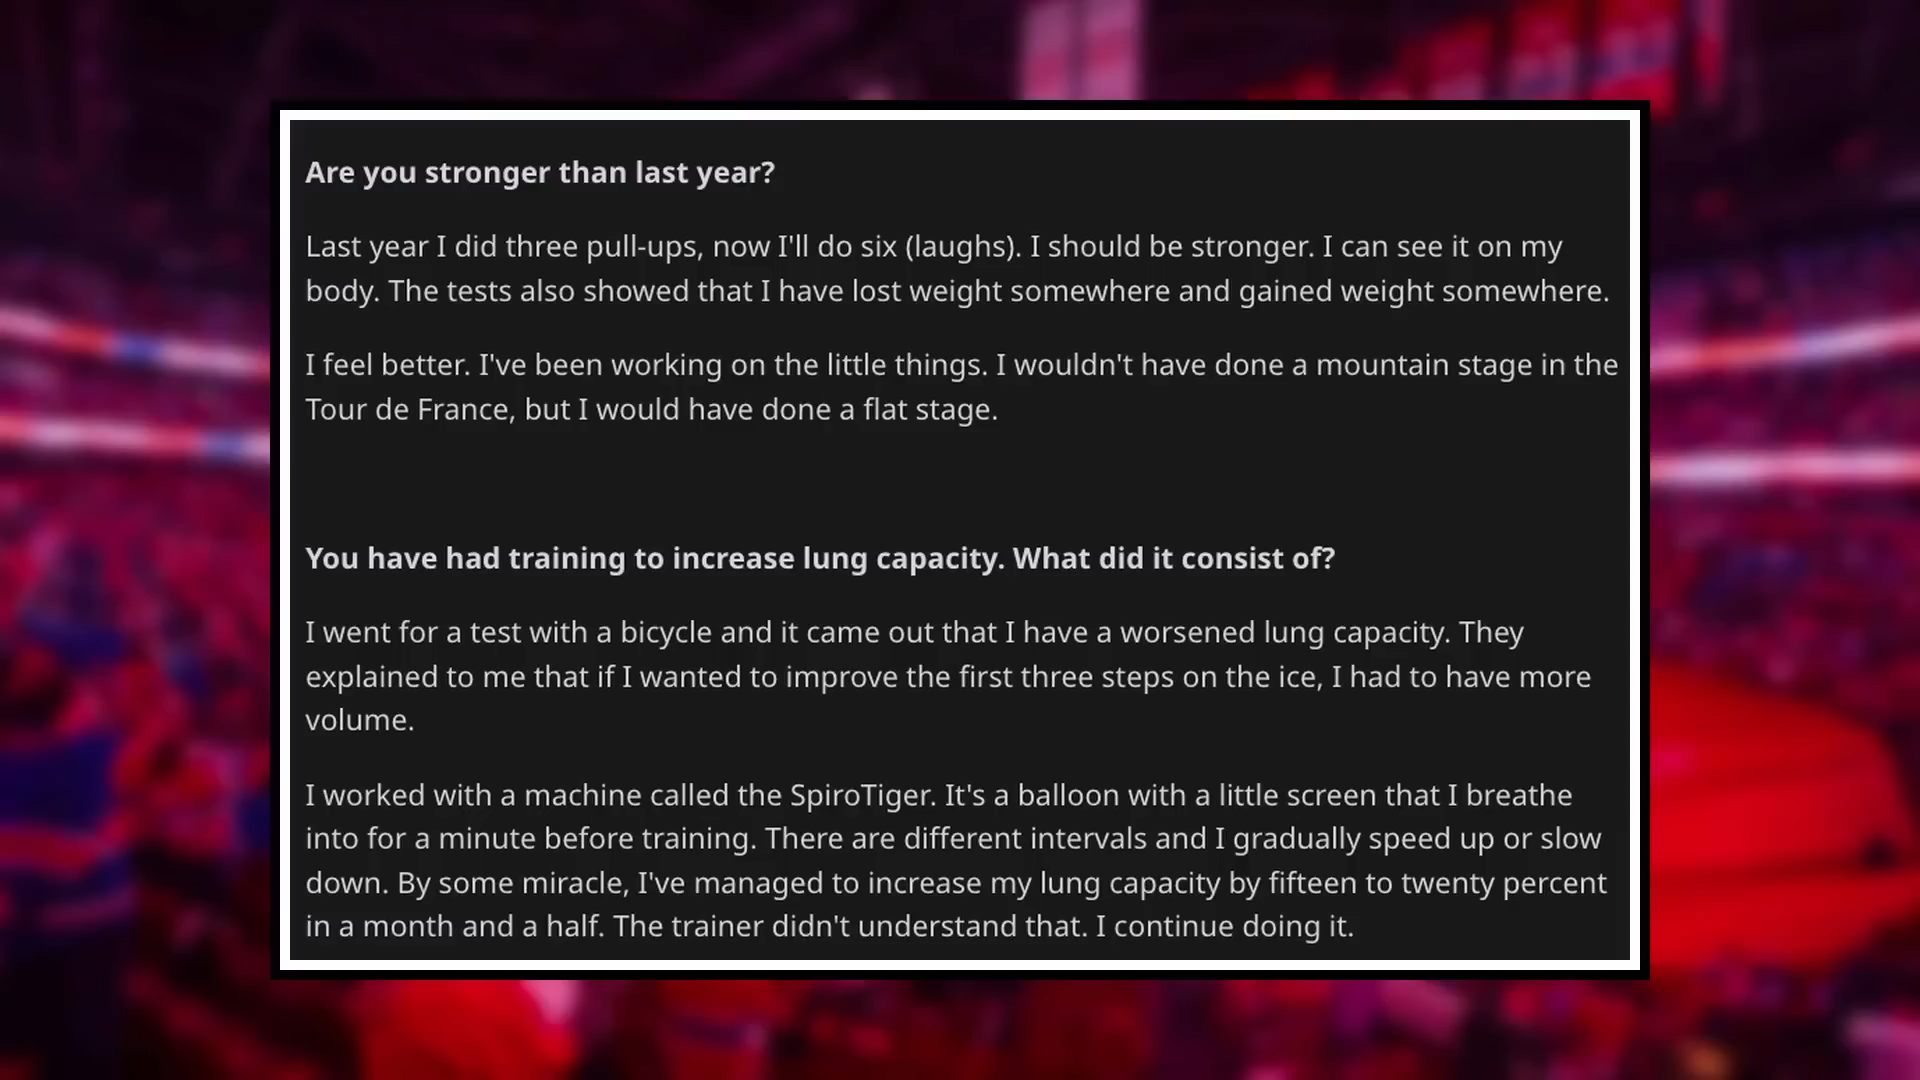 Are you stronger than last year?
Last year I did three pull-ups, now I'll do six (laughs). I should be stronger. I can see it on my
body. The tests also showed that I have lost weight somewhere and gained weight somewhere.
I feel better. I've been working on the little things. I wouldn't have done a mountain stage in the
Tour de France, but I would have done a flat stage.
You have had training to increase lung capacity. What did it consist of?
I went for a test with a bicycle and it came out that I have a worsened lung capacity. They
explained to me that if I wanted to improve the first three steps on the ice, I had to have more
volume.
I worked with a machine called the SpiroTiger. It's a balloon with a little screen that I breathe
into for a minute before training. There are different intervals and I gradually speed up or slow
down. By some miracle, I've managed to increase my lung capacity by fifteen to twenty percent
in a month and a half. The trainer didn't understand that. I continue doing it.